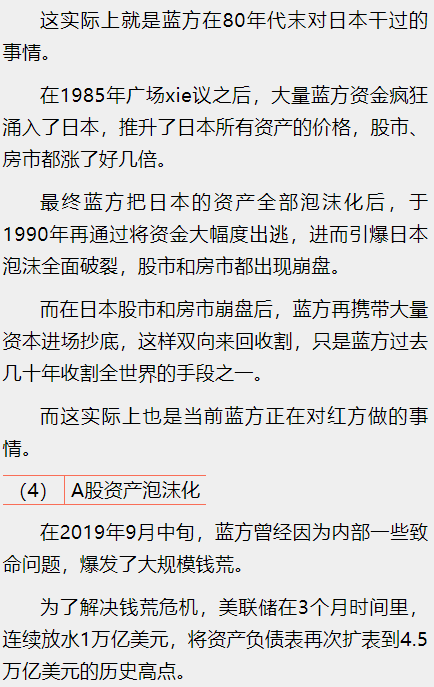 这实际上就是蓝方在80年代末对日本干过的
事情。
在1985年广场xie议之后，大量蓝方资金疯狂
涌入了日本，推升了日本所有资产的价格，股市、
房市都涨了好几倍。
最终蓝方把日本的资产全部泡沫化后，于
1990年再通过将资金大幅度出逃，进而引爆日本
泡沫全面破裂，股市和房市都出现崩盘。
而在日本股市和房市崩盘后，蓝方再携带大量
资本进场抄底，这样双向来回收割，只是蓝方过去
几十年收割全世界的手段之一。
而这实际上也是当前蓝方正在对红方做的事
情。
（4） A股资产泡沫化
在2019年9月中旬，蓝方曾经因为内部一些致
命问题，爆发了大规模钱荒。
为了解决钱荒危机，美联储在3个月时间里，
连续放水1万亿美元，将资产负债表再次扩表到4.5
万亿美元的历史高点。